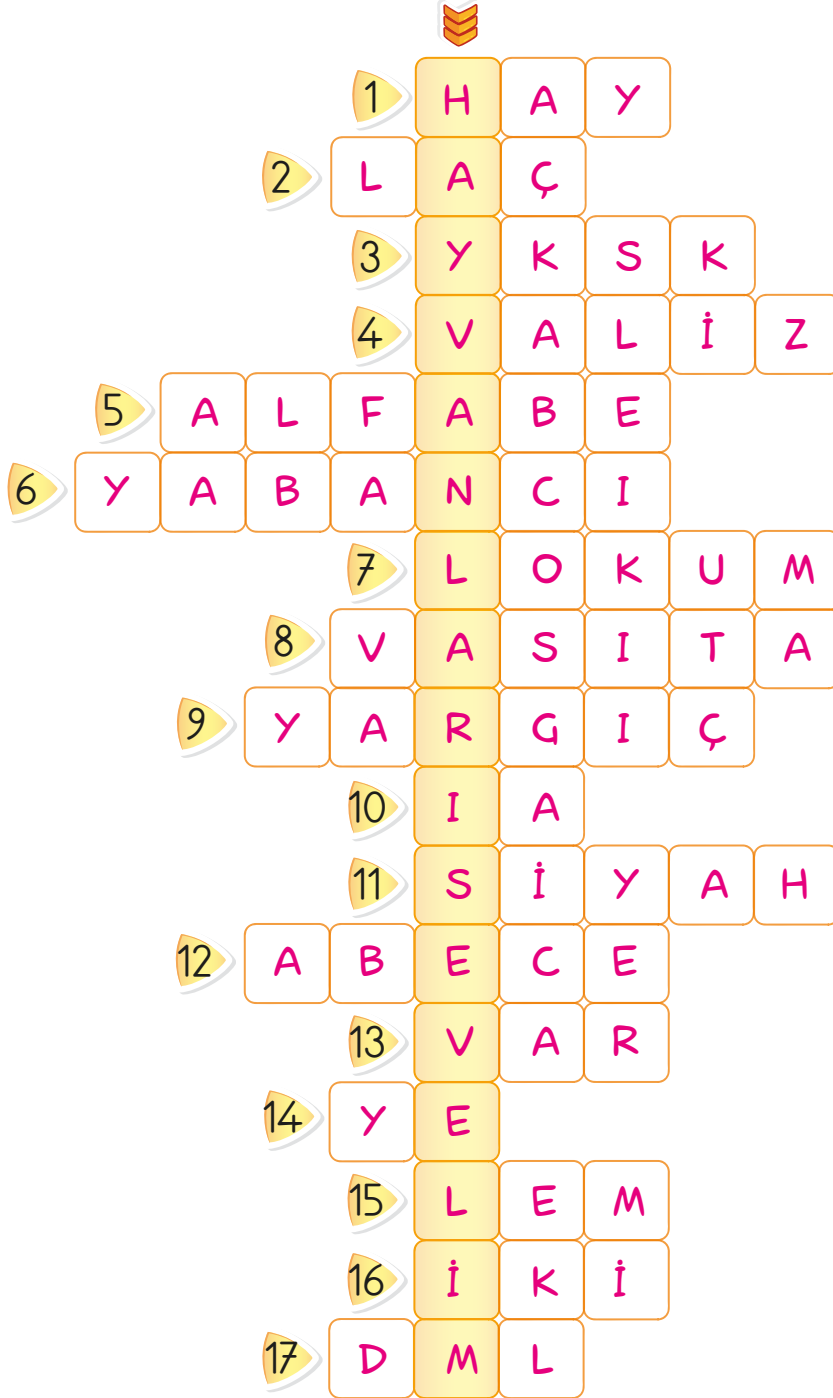 1 HAY
2 LAÇ
3 YKSK
4 VALİZ
5 ALFABE
6 YABANCI
7 LOKUM
8 VASITA
9 YARGIÇ
10 IA
11 SİYAH
12 ABECE
13 VAR
14 YE
15 LEM
16 İKİ
17 DML